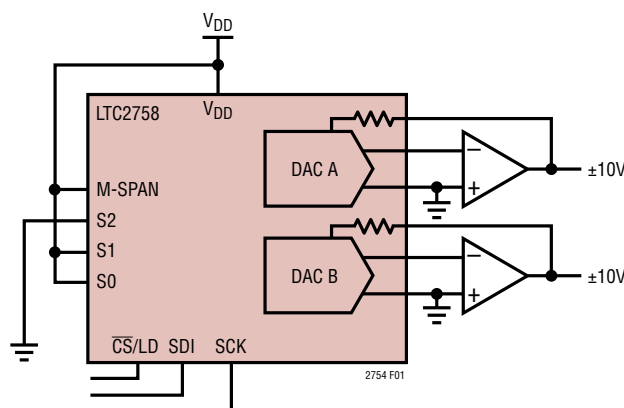 VDD
LTC2758
VDD
M-SPAN
S2
S1
S0
DAC A
−
+
±10V
DAC B
−
+
±10V
CS/LD SDI SCK
2754 F01